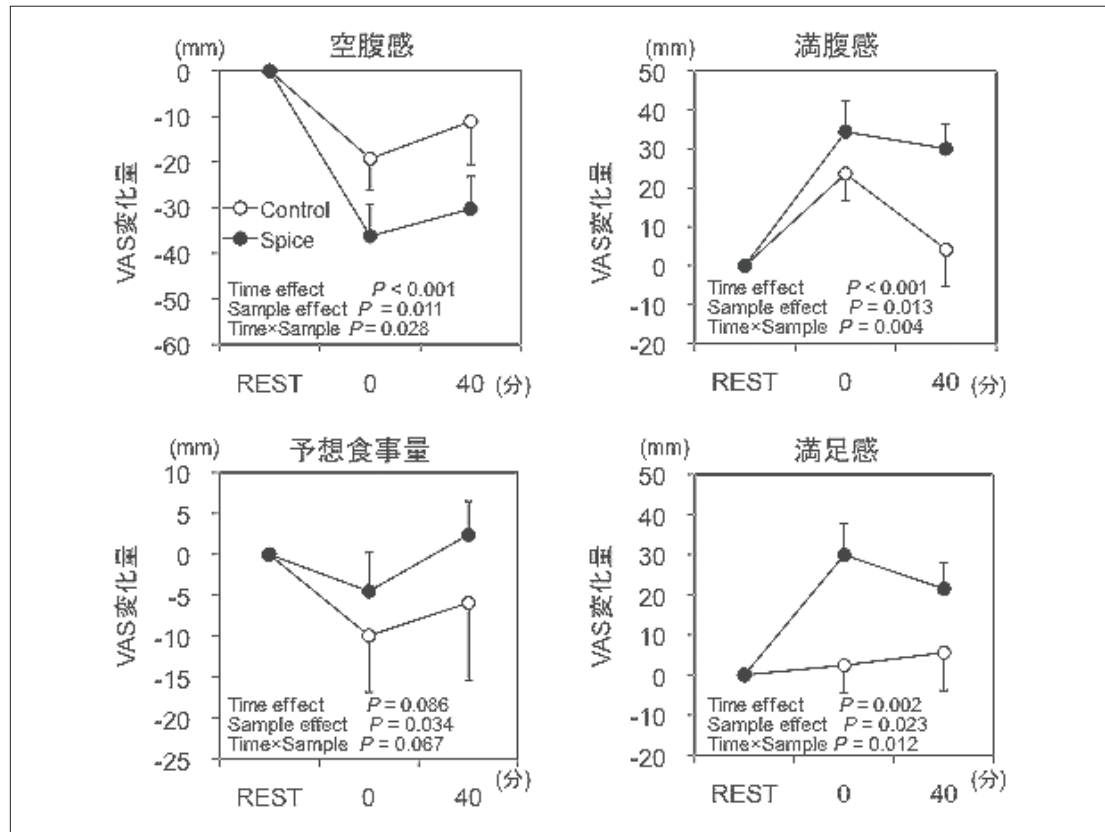 空腹感
(mm)
0
-10
-20
-30
-40
-50
-60
VAS変化量
Control
Spice
Time effect P < 0.001
Sample effect P = 0.011
Time×Sample P = 0.028
REST 0 40 (分)
満腹感
(mm)
50
40
30
20
10
0
-10
-20
VAS変化量
Time effect P < 0.001
Sample effect P = 0.013
Time×Sample P = 0.004
REST 0 40 (分)
予想食事量
(mm)
10
5
0
-5
-10
-15
-20
-25
VAS変化量
Time effect P = 0.086
Sample effect P = 0.034
Time×Sample P = 0.067
REST 0 40 (分)
満足感
(mm)
50
40
30
20
10
0
-10
-20
VAS変化量
Time effect P = 0.002
Sample effect P = 0.023
Time×Sample P = 0.012
REST 0 40 (分)